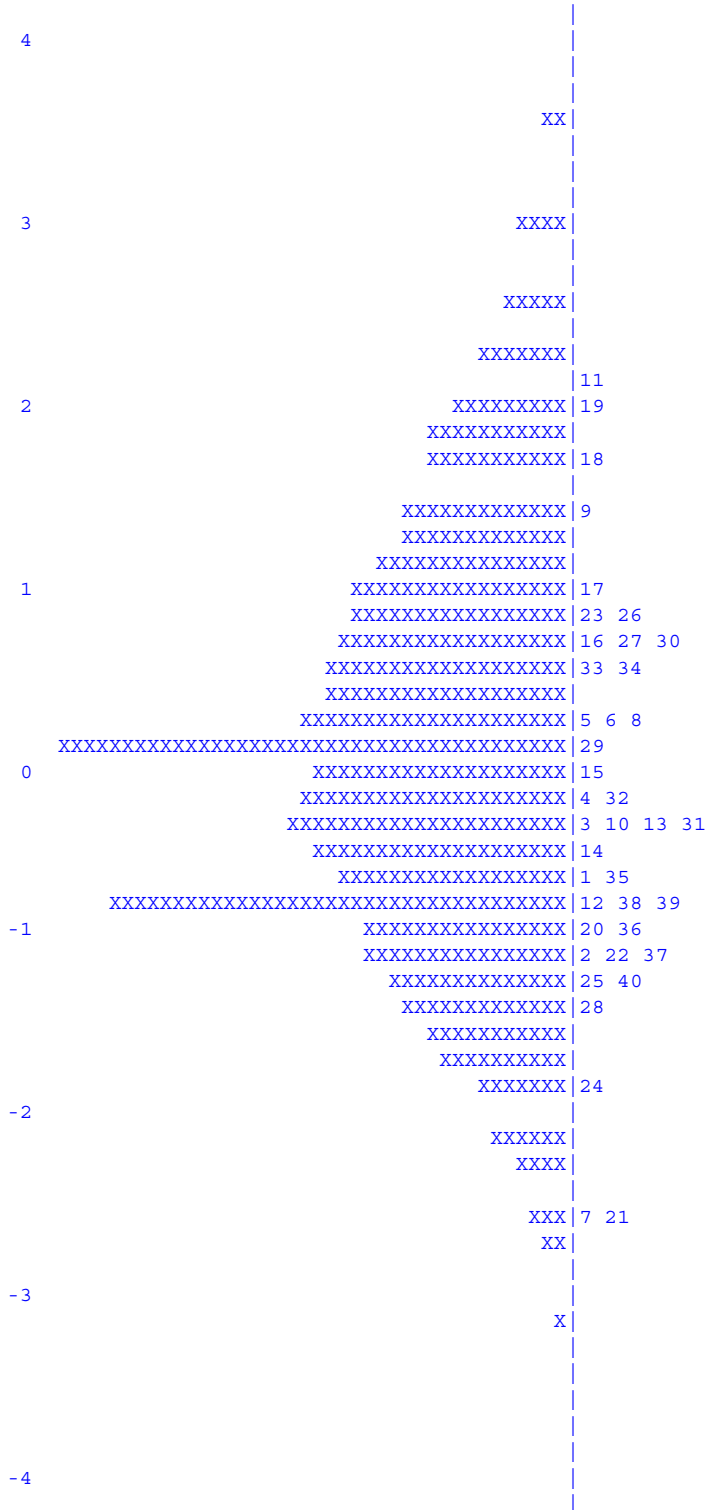 |
4 |
|
|
XX|
|
|
|
3 XXXX|
|
|
XXXXX|
|
XXXXXXX|
|11
2 XXXXXXXXX|19
XXXXXXXXXXX|
XXXXXXXXXXX|18
|
XXXXXXXXXXXXX|9
XXXXXXXXXXXXX|
XXXXXXXXXXXXXXX|
1 XXXXXXXXXXXXXXXXX|17
XXXXXXXXXXXXXXXXX|23 26
XXXXXXXXXXXXXXXXXX|16 27 30
XXXXXXXXXXXXXXXXXXX|33 34
XXXXXXXXXXXXXXXXXXX|
XXXXXXXXXXXXXXXXXXXXX|5 6 8
XXXXXXXXXXXXXXXXXXXXXXXXXXXXXXXXXXXXXXXX|29
0 XXXXXXXXXXXXXXXXXXXX|15
XXXXXXXXXXXXXXXXXXXXX|4 32
XXXXXXXXXXXXXXXXXXXXXX|3 10 13 31
XXXXXXXXXXXXXXXXXXXX|14
XXXXXXXXXXXXXXXXXX|1 35
XXXXXXXXXXXXXXXXXXXXXXXXXXXXXXXXXXXX|12 38 39
-1 XXXXXXXXXXXXXXXX|20 36
XXXXXXXXXXXXXXXX|2 22 37
XXXXXXXXXXXXXX|25 40
XXXXXXXXXXXXX|28
XXXXXXXXXXX|
XXXXXXXXXX|
XXXXXXX|24
-2 |
XXXXXX|
XXXX|
|
XXX|7 21
XX|
|
-3 |
X|
|
|
|
|
|
-4 |
|